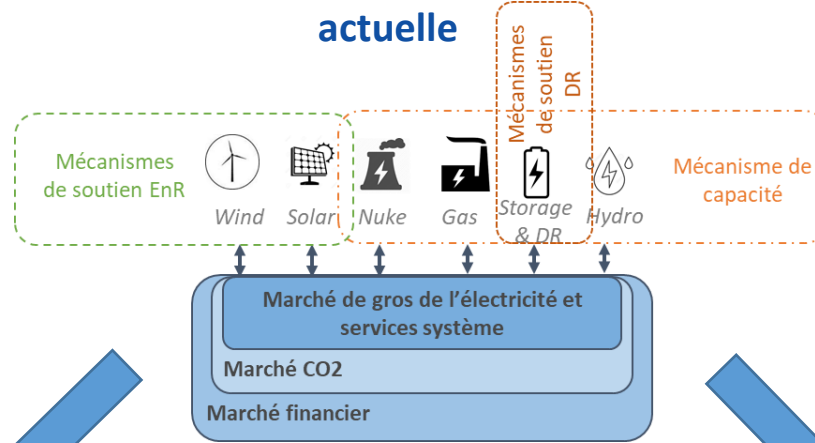 actuelle
Mécanismes
de soutien
DR
Mécanismes
de soutien EnR
Mécanisme de
capacité
Wind
Solar
Nuke
Gas
Storage
& DR
Hydro
Marché de gros de l'électricité et
services système
Marché CO2
Marché financier